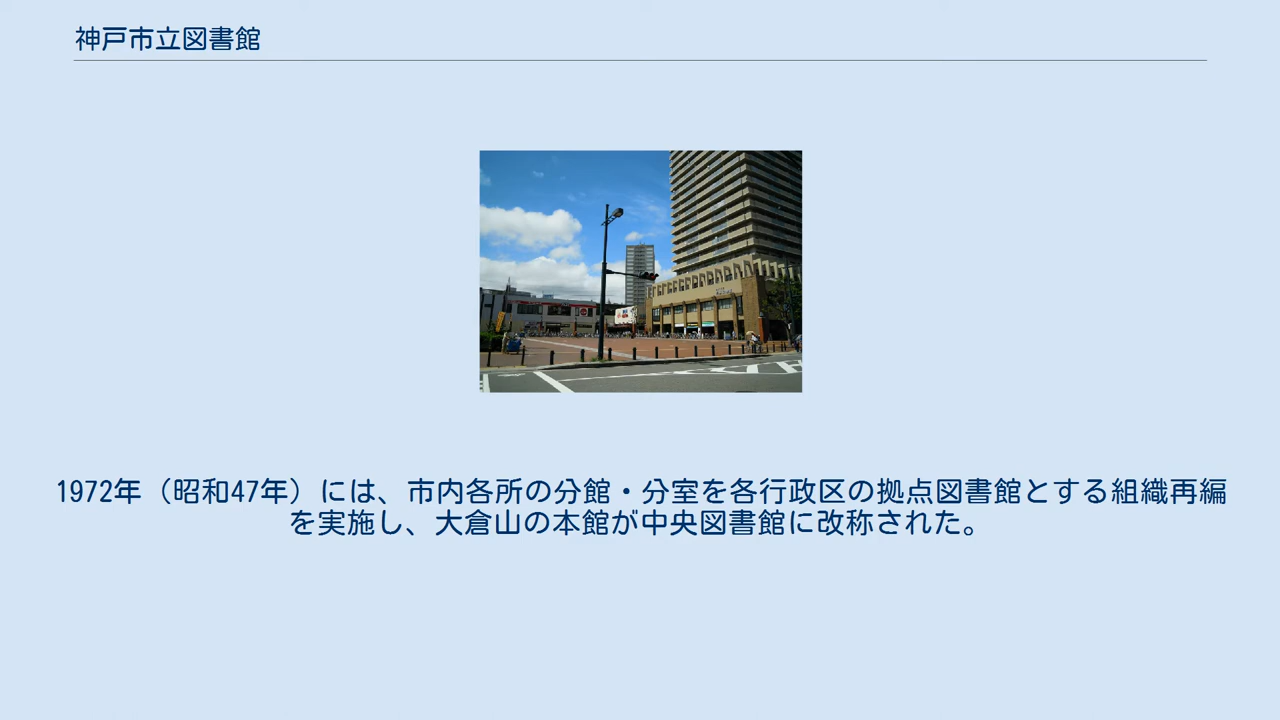 神戸市立図書館
1972年（昭和47年）には、市内各所の分館・分室を各行政区の拠点図書館とする組織再編
を実施し、大倉山の本館が中央図書館に改称された。